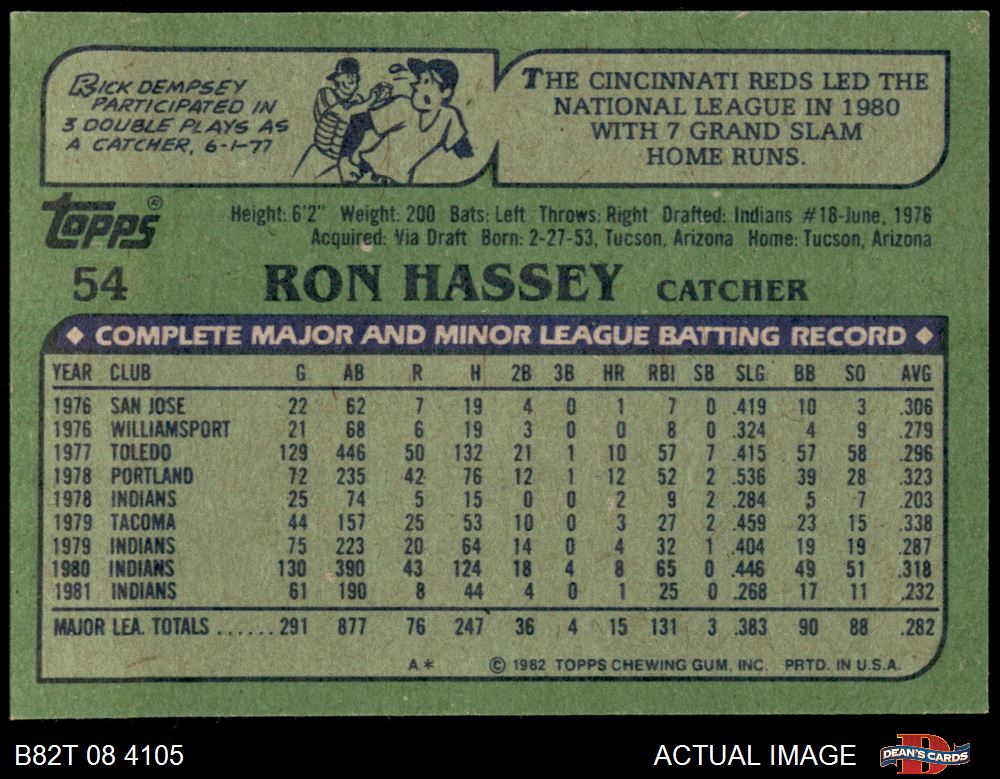 RICK DEMPSEY
PARTICIPATED IN
3 DOUBLE PLAYS AS
A CATCHER, 6-1-77
THE CINCINNATI REDS LED THE
NATIONAL LEAGUE IN 1980
WITH 7 GRAND SLAM
HOME RUNS.
Topps®
Height: 6'2" Weight: 200 Bats: Left Throws: Right Drafted: Indians #18-June, 1976
Acquired: Via Draft Born: 2-27-53, Tucson, Arizona Home: Tucson, Arizona
54 RON HASSEY CATCHER
◆ COMPLETE MAJOR AND MINOR LEAGUE BATTING RECORD ◆
YEAR CLUB G AB R H 2B 3B HR RBI SB SLG BB SO AVG
1976 SAN JOSE 22 62 7 19 4 0 1 7 0 .419 10 3 .306
1976 WILLIAMSPORT 21 68 6 19 3 0 0 8 0 .324 4 9 .279
1977 TOLEDO 129 446 50 132 21 1 10 57 7 .415 57 58 .296
1978 PORTLAND 72 235 42 76 12 1 12 52 2 .536 39 28 .323
1978 INDIANS 25 74 5 15 0 0 2 9 2 .284 5 7 .203
1979 TACOMA 44 157 25 53 10 0 3 27 2 .459 23 15 .338
1979 INDIANS 75 223 20 64 14 0 4 32 1 .404 19 19 .287
1980 INDIANS 130 390 43 124 18 4 8 65 0 .446 49 51 .318
1981 INDIANS 61 190 8 44 4 0 1 25 0 .268 17 11 .232
MAJOR LEA. TOTALS ......291 877 76 247 36 4 15 131 3 .383 90 88 .282
A* © 1982 TOPPS CHEWING GUM, INC. PRTD. IN U.S.A.
B82T 08 4105 ACTUAL IMAGE DEAN'S CARDS